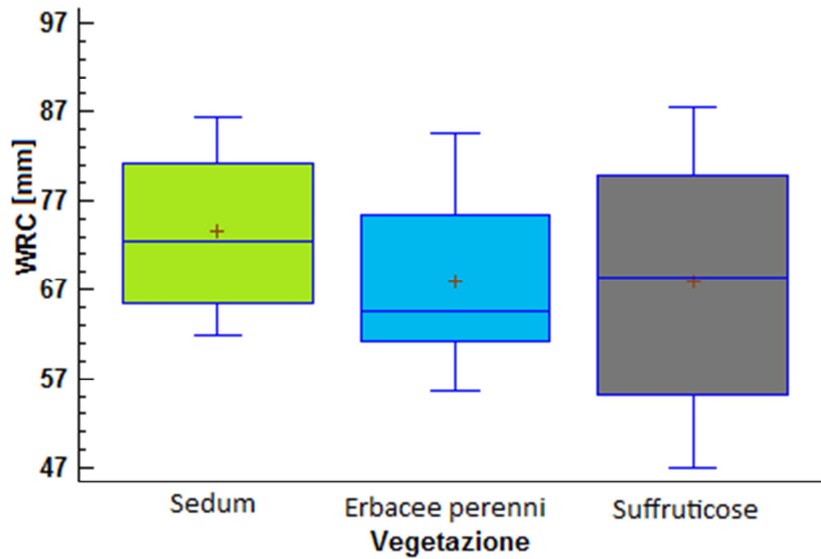 97
87
77
67
57
47
WRC [mm]
Sedum
Erbacee perenni
Suffruticose
Vegetazione